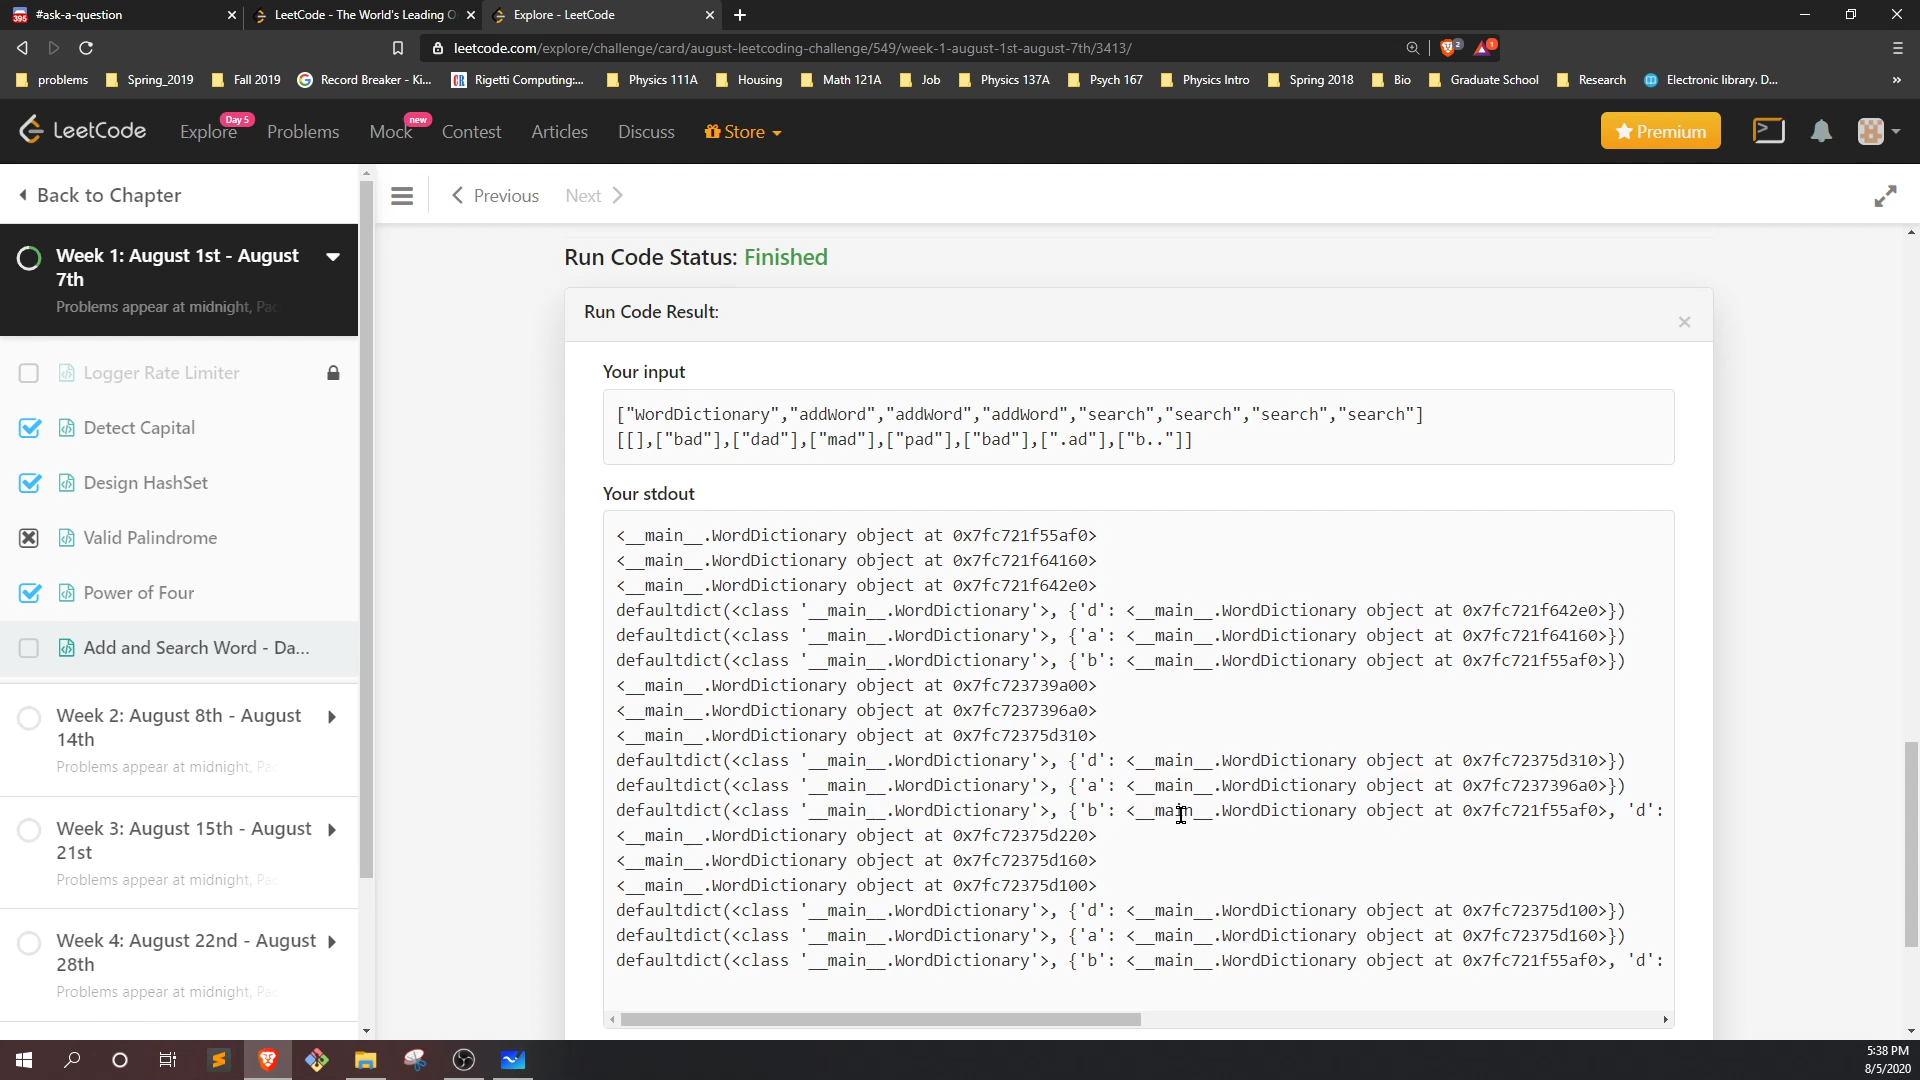 395
#ask-a-question
LeetCode - The World's Leading O
Explore - LeetCode
leetcode.com/explore/challenge/card/august-leetcoding-challenge/549/week-1-august-1st-august-7th/3413/
2
1
problems
Spring_2019
Fall 2019
Record Breaker - Ki...
Rigetti Computing:...
Physics 111A
Housing
Math 121A
Job
Physics 137A
Psych 167
Physics Intro
Spring 2018
Bio
Graduate School
Research
Electronic library. D...
LeetCode
Explore
Day 5
Problems
Mock
new
Contest
Articles
Discuss
Store
Premium
Back to Chapter
Previous
Next
Week 1: August 1st - August
7th
Problems appear at midnight, Pac
Logger Rate Limiter
Detect Capital
Design HashSet
Valid Palindrome
Power of Four
Add and Search Word - Da...
Week 2: August 8th - August
14th
Problems appear at midnight, Pac
Week 3: August 15th - August
21st
Problems appear at midnight, Pac
Week 4: August 22nd - August
28th
Problems appear at midnight, Pac
Run Code Status: Finished
Run Code Result:
Your input
["WordDictionary","addWord","addWord","addWord","search","search","search","search"]
[[],["bad"],["dad"],["mad"],["pad"],["bad"],[".ad"],["b.."]]
Your stdout
<__main__.WordDictionary object at 0x7fc721f55af0>
<__main__.WordDictionary object at 0x7fc721f64160>
<__main__.WordDictionary object at 0x7fc721f642e0>
defaultdict(<class '__main__.WordDictionary'>, {'d': <__main__.WordDictionary object at 0x7fc721f642e0>})
defaultdict(<class '__main__.WordDictionary'>, {'a': <__main__.WordDictionary object at 0x7fc721f64160>})
defaultdict(<class '__main__.WordDictionary'>, {'b': <__main__.WordDictionary object at 0x7fc721f55af0>})
<__main__.WordDictionary object at 0x7fc723739a00>
<__main__.WordDictionary object at 0x7fc7237396a0>
<__main__.WordDictionary object at 0x7fc72375d310>
defaultdict(<class '__main__.WordDictionary'>, {'d': <__main__.WordDictionary object at 0x7fc72375d310>})
defaultdict(<class '__main__.WordDictionary'>, {'a': <__main__.WordDictionary object at 0x7fc7237396a0>})
defaultdict(<class '__main__.WordDictionary'>, {'b': <__main__.WordDictionary object at 0x7fc721f55af0>, 'd':
<__main__.WordDictionary object at 0x7fc72375d220>
<__main__.WordDictionary object at 0x7fc72375d160>
<__main__.WordDictionary object at 0x7fc72375d100>
defaultdict(<class '__main__.WordDictionary'>, {'d': <__main__.WordDictionary object at 0x7fc72375d100>})
defaultdict(<class '__main__.WordDictionary'>, {'a': <__main__.WordDictionary object at 0x7fc72375d160>})
defaultdict(<class '__main__.WordDictionary'>, {'b': <__main__.WordDictionary object at 0x7fc721f55af0>, 'd':
5:38 PM
8/5/2020